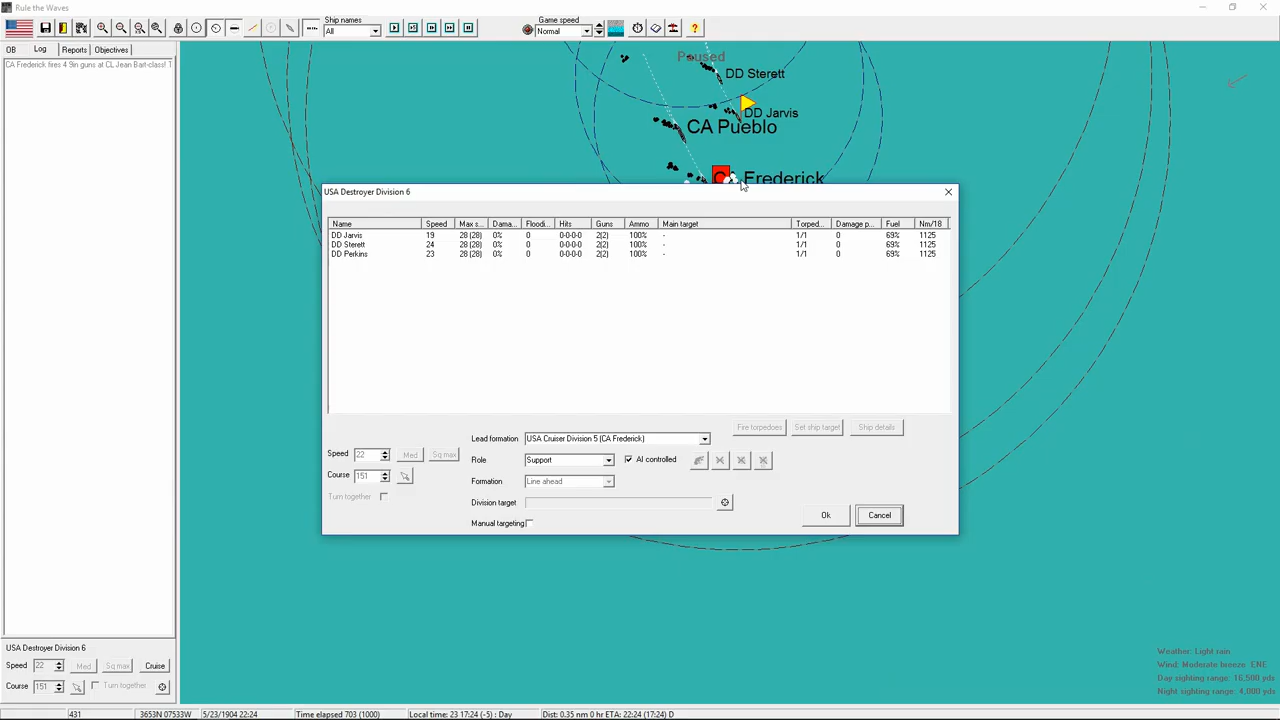 Rule the Waves
Ship names
All
Game speed
Normal
OB Log Reports Objectives
CA Frederick fires 4 9in guns at CL Jean Bart-class! T
Paused
DD Sterett
DD Jarvis
CA Pueblo
Frederick
USA Destroyer Division 6
Name Speed Max s... Dama... Floodi... Hits Guns Ammo Main target Torped... Damage p... Fuel Nm/18
DD Jarvis 19 28 (28) 0% 0 0-0-0-0 2(2) 100% - 1/1 0 69% 1125
DD Sterett 24 28 (28) 0% 0 0-0-0-0 2(2) 100% - 1/1 0 69% 1125
DD Perkins 23 28 (28) 0% 0 0-0-0-0 2(2) 100% - 1/1 0 69% 1125
Fire torpedoes Set ship target Ship details
Lead formation USA Cruiser Division 5 (CA Frederick)
Speed 22 Med Sq max
Role Support AI controlled
Course 151
Formation Line ahead
Turn together
Division target
Manual targeting
Ok Cancel
USA Destroyer Division 6
Speed 22 Med Sq max Cruise
Course 151 Turn together
Weather: Light rain
Wind: Moderate breeze ENE
Day sighting range: 16,500 yds
Night sighting range: 4,000 yds
431 3653N 07533W 5/23/1904 22:24 Time elapsed 703 (1000) Local time: 23 17:24 (-5) : Day Dist: 0.35 nm 0 hr ETA: 22:24 (17:24) D